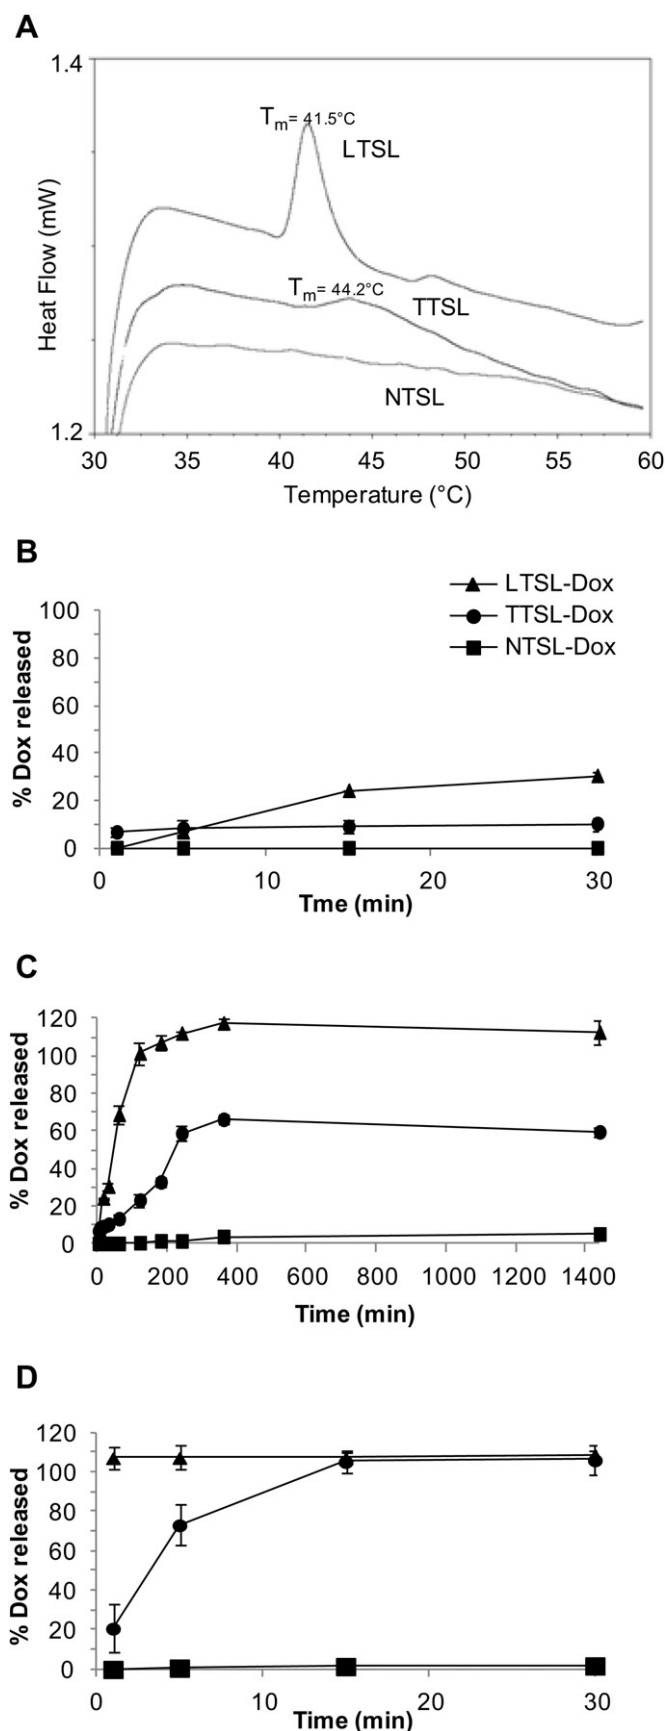 A
1.4
Tm= 41.5°C
LTSL
Heat Flow (mW)
Tm= 44.2°C
TTSL
NTSL
1.2
30 35 40 45 50 55 60
Temperature (°C)
B
LTSL-Dox
TTSL-Dox
NTSL-Dox
100
80
60
40
20
0
% Dox released
0 10 20 30
Tme (min)
C
120
100
80
60
40
20
0
% Dox released
0 200 400 600 800 1000 1200 1400
Time (min)
D
120
100
80
60
40
20
0
% Dox released
0 10 20 30
Time (min)